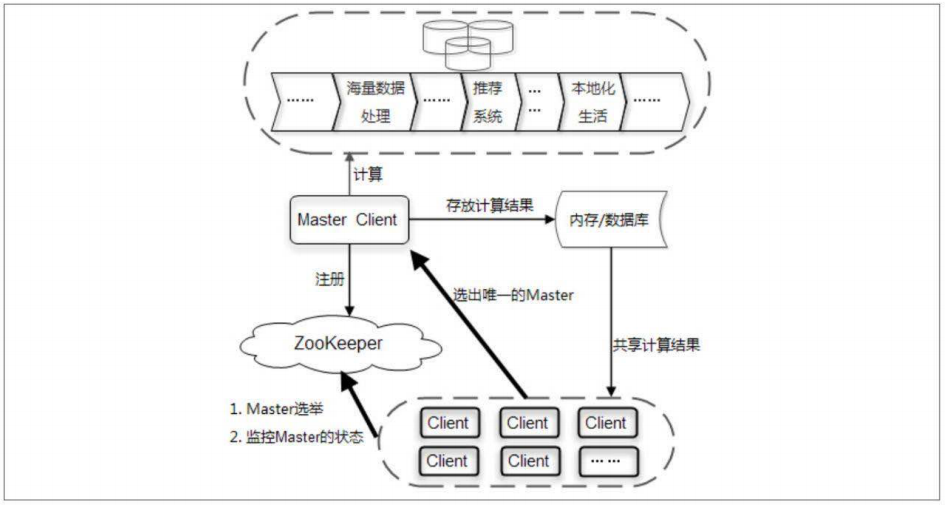 ……
海量数据
处理
……
推荐
系统
…
…
本地化
生活
……
计算
Master Client
存放计算结果
内存/数据库
注册
选出唯一的Master
ZooKeeper
共享计算结果
1. Master选举
2. 监控Master的状态
Client
Client
Client
Client
Client
……